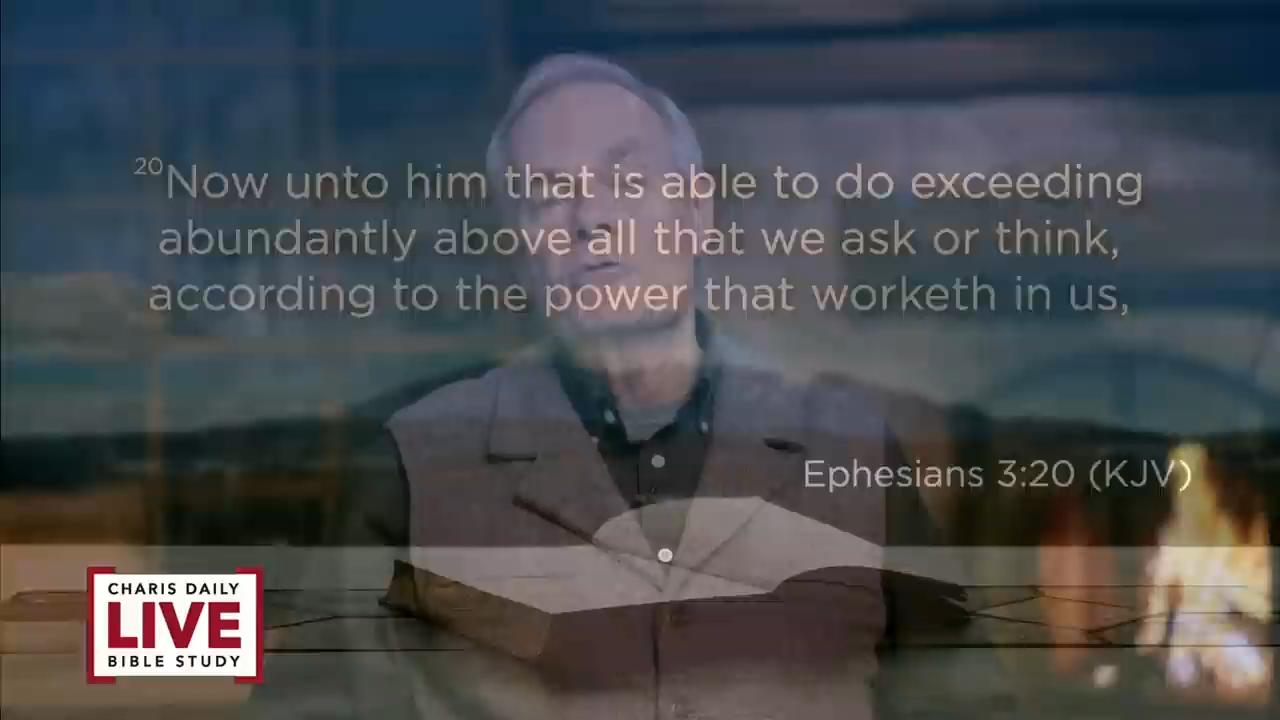 20Now unto him that is able to do exceeding
abundantly above all that we ask or think,
according to the power that worketh in us,
Ephesians 3:20 (KJV)
CHARIS DAILY
LIVE
BIBLE STUDY